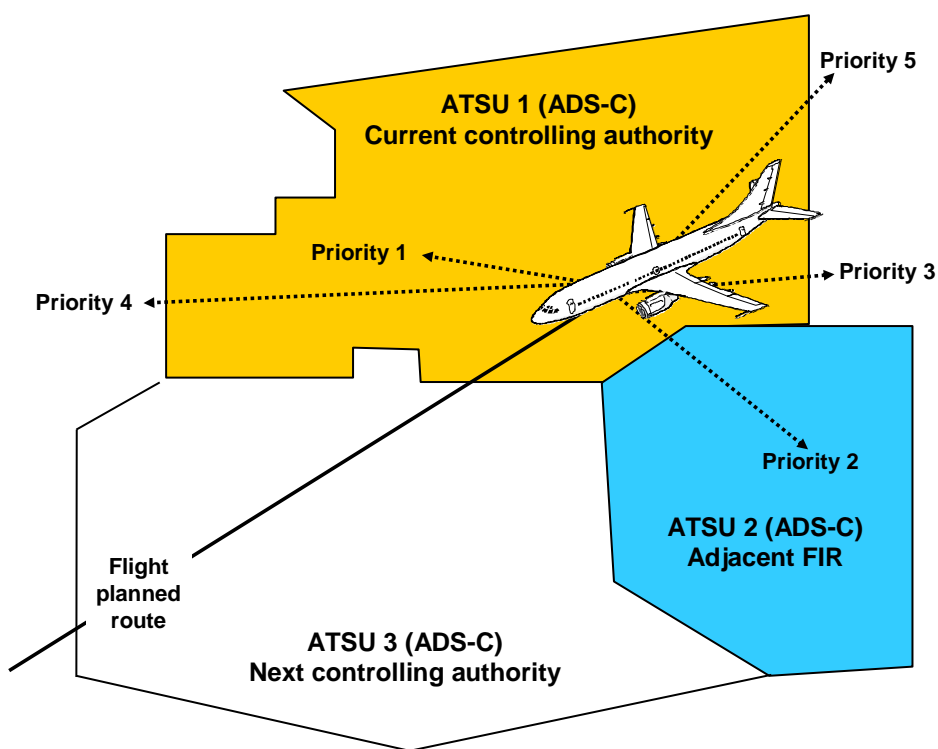 Priority 5
ATSU 1 (ADS-C)
Current controlling authority
Priority 1
Priority 3
Priority 4
Priority 2
ATSU 2 (ADS-C)
Adjacent FIR
Flight
planned
route
ATSU 3 (ADS-C)
Next controlling authority